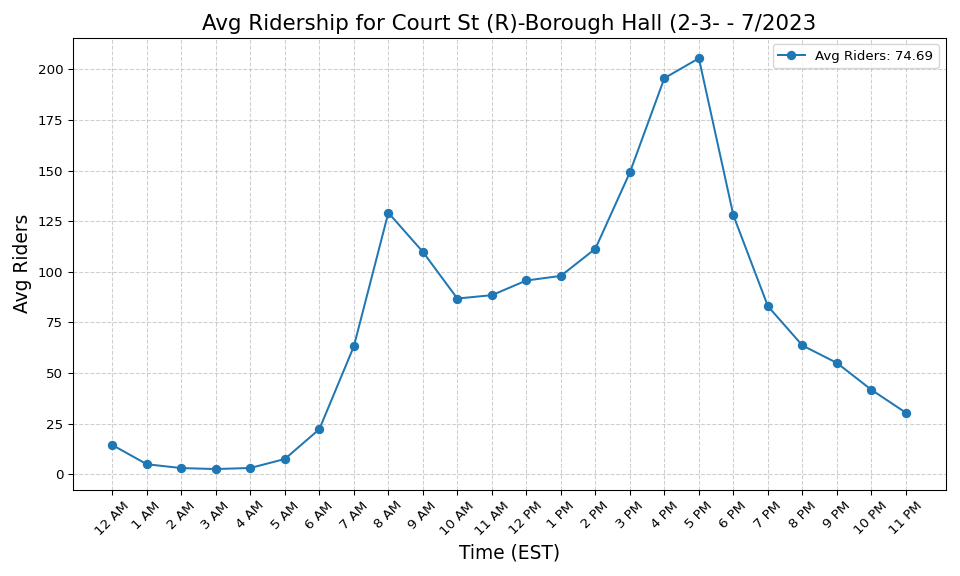 Avg Ridership for Court St (R)-Borough Hall (2-3- - 7/2023
Avg Riders: 74.69
Avg Riders
200
175
150
125
100
75
50
25
0
12 AM
1 AM
2 AM
3 AM
4 AM
5 AM
6 AM
7 AM
8 AM
9 AM
10 AM
11 AM
12 PM
1 PM
2 PM
3 PM
4 PM
5 PM
6 PM
7 PM
8 PM
9 PM
10 PM
11 PM
Time (EST)